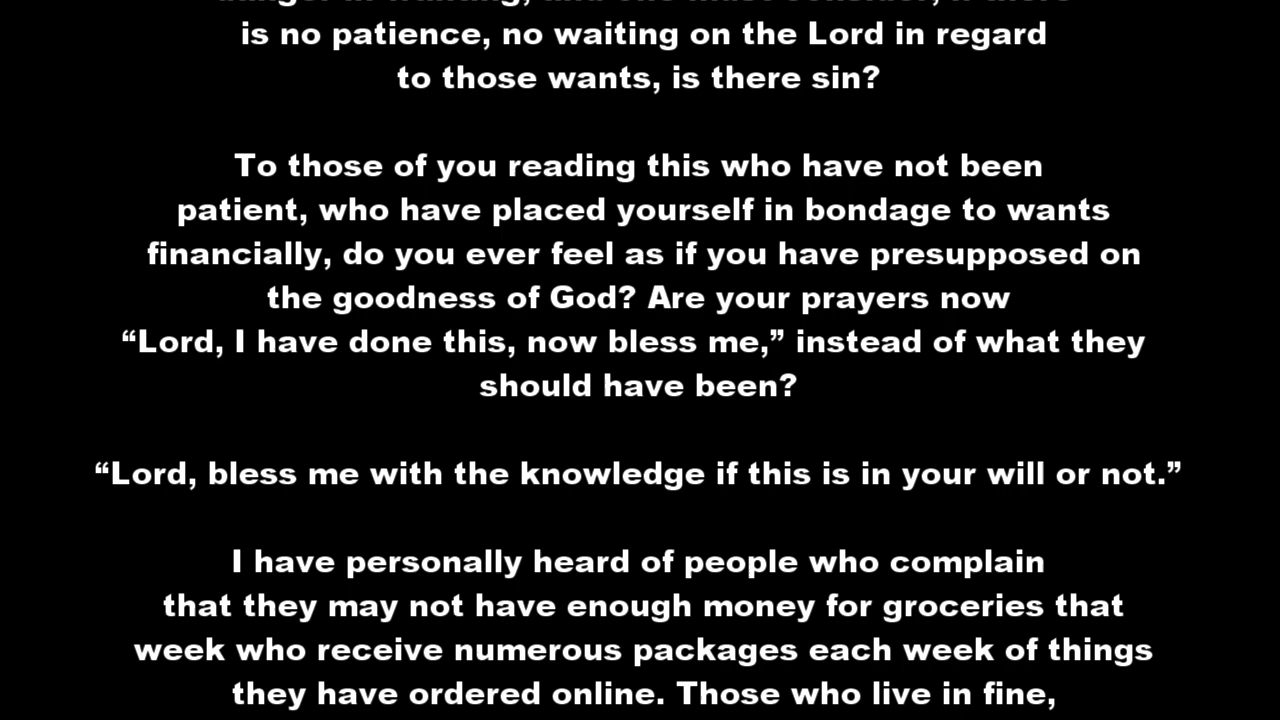 is no patience, no waiting on the Lord in regard
to those wants, is there sin?
To those of you reading this who have not been
patient, who have placed yourself in bondage to wants
financially, do you ever feel as if you have presupposed on
the goodness of God? Are your prayers now
“Lord, I have done this, now bless me,” instead of what they
should have been?
“Lord, bless me with the knowledge if this is in your will or not.”
I have personally heard of people who complain
that they may not have enough money for groceries that
week who receive numerous packages each week of things
they have ordered online. Those who live in fine,